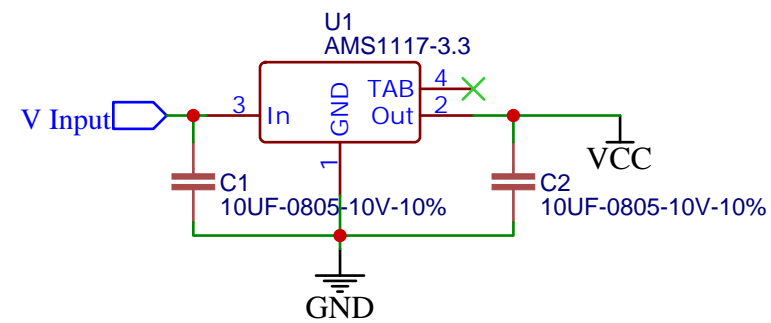 U1
AMS1117-3.3
V Input
3
In
GND
1
TAB
4
Out
2
VCC
C1
10UF-0805-10V-10%
C2
10UF-0805-10V-10%
GND